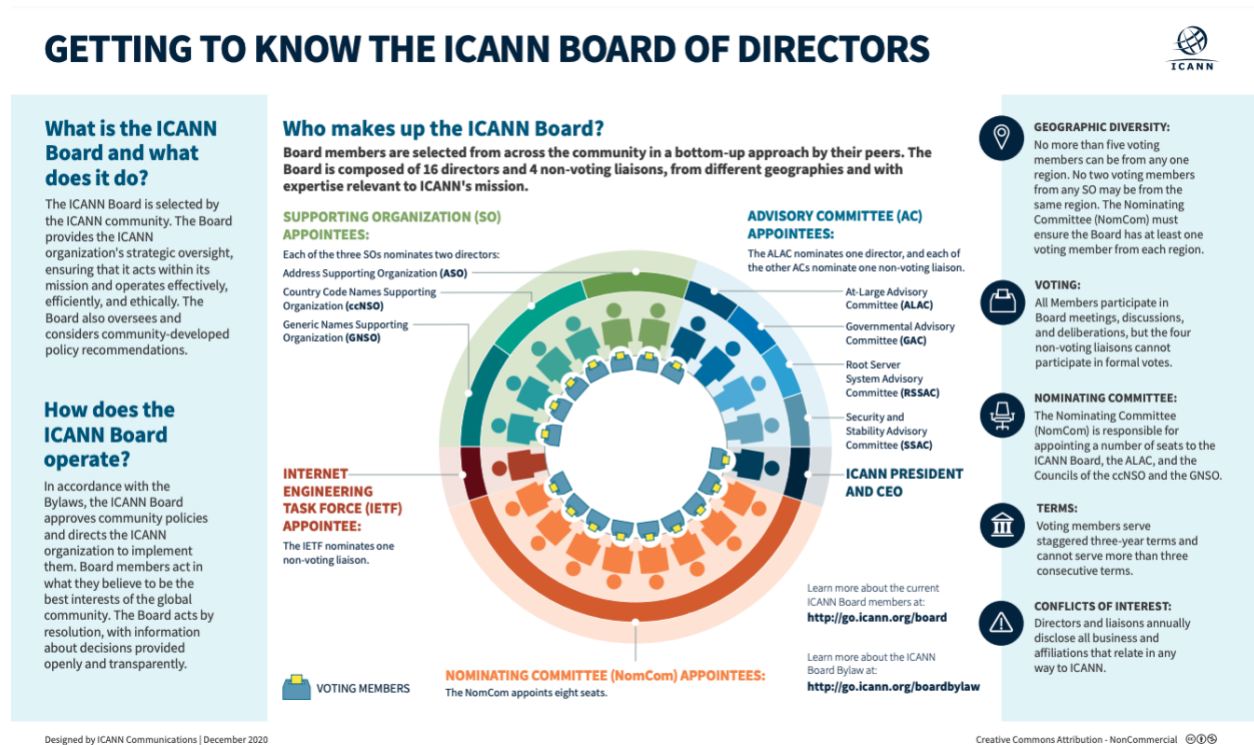 GETTING TO KNOW THE ICANN BOARD OF DIRECTORS
ICANN
What is the ICANN
Board and what
does it do?
The ICANN Board is selected by
the ICANN community. The Board
provides the ICANN
organization's strategic oversight,
ensuring that it acts within its
mission and operates effectively,
efficiently, and ethically. The
Board also oversees and
considers community-developed
policy recommendations.
How does the
ICANN Board
operate?
In accordance with the
Bylaws, the ICANN Board
approves community policies
and directs the ICANN
organization to implement
them. Board members act in
what they believe to be the
best interests of the global
community. The Board acts by
resolution, with information
about decisions provided
openly and transparently.
Who makes up the ICANN Board?
Board members are selected from across the community in a bottom-up approach by their peers. The
Board is composed of 16 directors and 4 non-voting liaisons, from different geographies and with
expertise relevant to ICANN's mission.
SUPPORTING ORGANIZATION (SO)
APPOINTEES:
Each of the three SOs nominates two directors:
Address Supporting Organization (ASO)
Country Code Names Supporting
Organization (ccNSO)
Generic Names Supporting
Organization (GNSO)
INTERNET
ENGINEERING
TASK FORCE (IETF)
APPOINTEE:
The IETF nominates one
non-voting liaison.
VOTING MEMBERS
NOMINATING COMMITTEE (NomCom) APPOINTEES:
The NomCom appoints eight seats.
ADVISORY COMMITTEE (AC)
APPOINTEES:
The ALAC nominates one director, and each of
the other ACs nominate one non-voting liaison.
At-Large Advisory
Committee (ALAC)
Governmental Advisory
Committee (GAC)
Root Server
System Advisory
Committee (RSSAC)
Security and
Stability Advisory
Committee (SSAC)
ICANN PRESIDENT
AND CEO
Learn more about the current
ICANN Board members at:
http://go.icann.org/board
Learn more about the ICANN
Board Bylaw at:
http://go.icann.org/boardbylaw
GEOGRAPHIC DIVERSITY:
No more than five voting
members can be from any one
region. No two voting members
from any SO may be from the
same region. The Nominating
Committee (NomCom) must
ensure the Board has at least one
voting member from each region.
VOTING:
All Members participate in
Board meetings, discussions,
and deliberations, but the four
non-voting liaisons cannot
participate in formal votes.
NOMINATING COMMITTEE:
The Nominating Committee
(NomCom) is responsible for
appointing a number of seats to the
ICANN Board, the ALAC, and the
Councils of the ccNSO and the GNSO.
TERMS:
Voting members serve
staggered three-year terms and
cannot serve more than three
consecutive terms.
CONFLICTS OF INTEREST:
Directors and liaisons annually
disclose all business and
affiliations that relate in any
way to ICANN.
Designed by ICANN Communications | December 2020
Creative Commons Attribution - NonCommercial